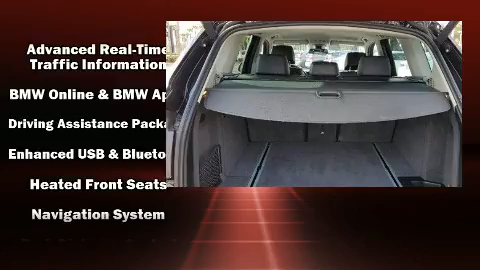 Advanced Real-Time
Traffic Information
BMW Online & BMW Ap
Driving Assistance Packa
Enhanced USB & Blueto
Heated Front Seats
Navigation System